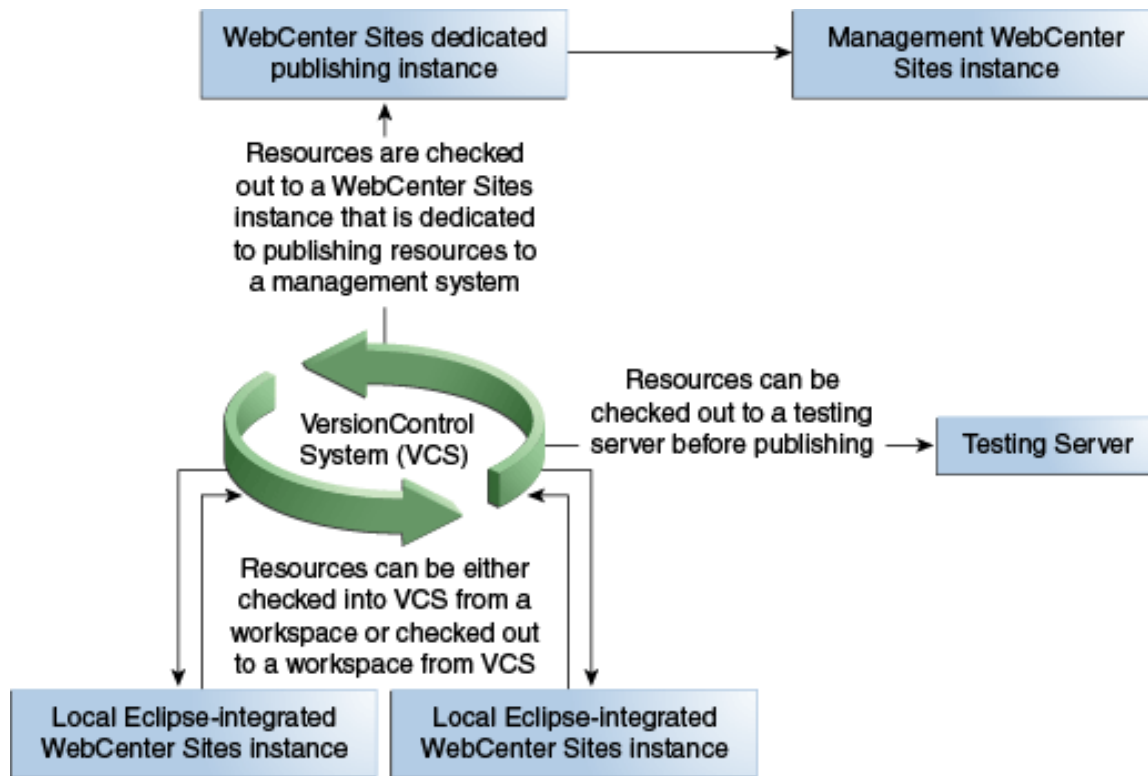 WebCenter Sites dedicated
publishing instance
Management WebCenter
Sites instance
Resources are checked
out to a WebCenter Sites
instance that is dedicated
to publishing resources to
a management system
VersionControl
System (VCS)
Resources can be
checked out to a testing
server before publishing
Testing Server
Resources can be either
checked into VCS from a
workspace or checked out
to a workspace from VCS
Local Eclipse-integrated
WebCenter Sites instance
Local Eclipse-integrated
WebCenter Sites instance